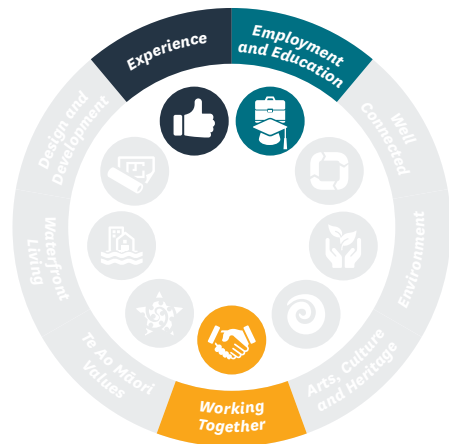 Experience
Employment
and Education
Well
Connected
Environment
Arts, Culture
and Heritage
Working
Together
Te Ao Māori
Values
Waterfront
Living
Design and
Development